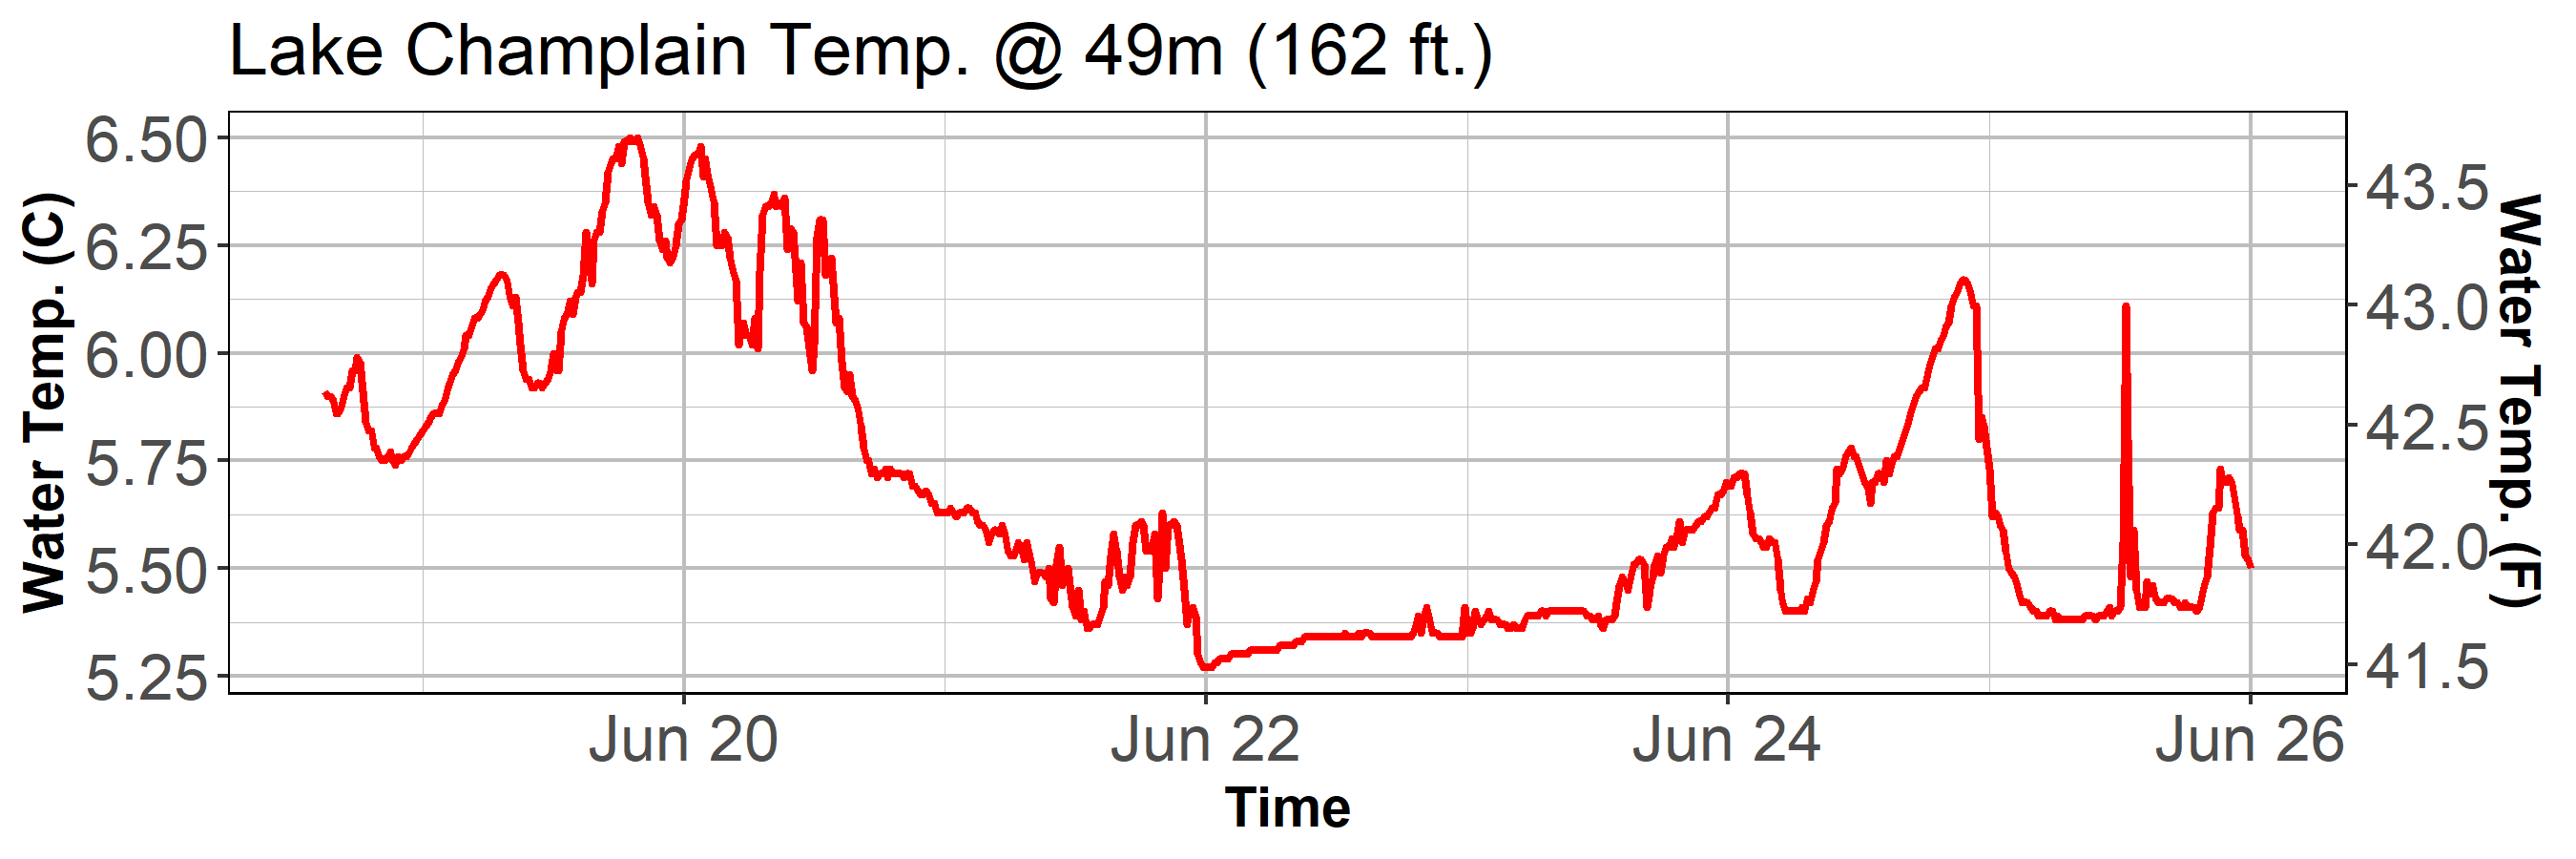 Lake Champlain Temp. @ 49m (162 ft.)
Water Temp. (C)
6.50
6.25
6.00
5.75
5.50
5.25
43.5
43.0
42.5
42.0
41.5
Water Temp. (F)
Jun 20
Jun 22
Jun 24
Jun 26
Time